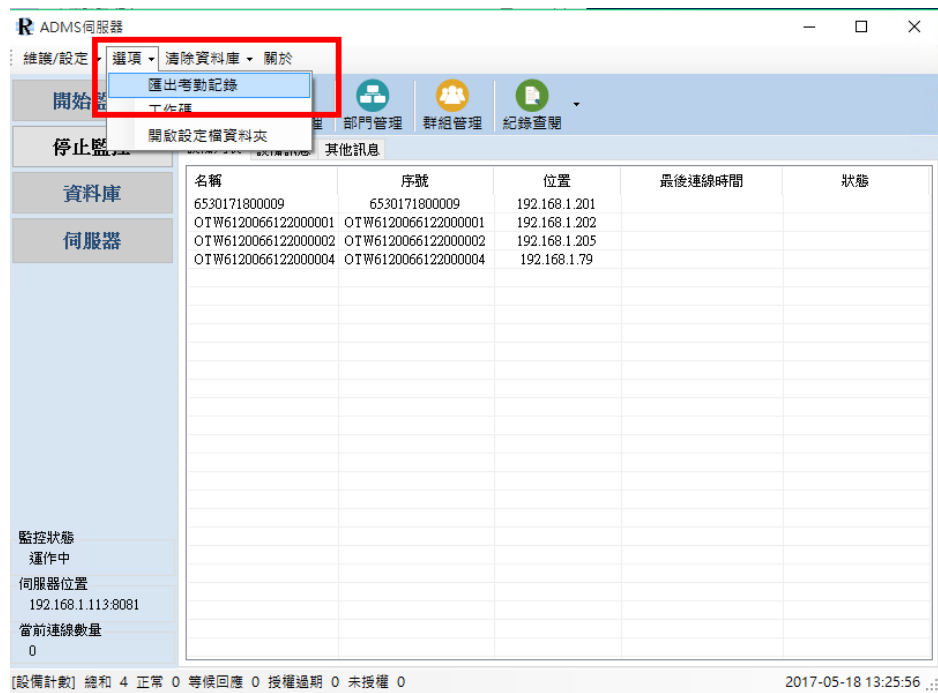 ADMS伺服器
維護/設定 選項 清除資料庫 關於
匯出考勤記錄
工作碼
開啟設定檔資料夾
開始監
停止監
資料庫
伺服器
理 部門管理 群組管理 紀錄查閱
其他訊息
名稱 序號 位置 最後連線時間 狀態
6530171800009 6530171800009 192.168.1.201
OTW6120066122000001 OTW6120066122000001 192.168.1.202
OTW6120066122000002 OTW6120066122000002 192.168.1.205
OTW6120066122000004 OTW6120066122000004 192.168.1.79
監控狀態
運作中
伺服器位置
192.168.1.113:8081
當前連線數量
0
[設備計數] 總和 4 正常 0 等候回應 0 授權過期 0 未授權 0 2017-05-18 13:25:56